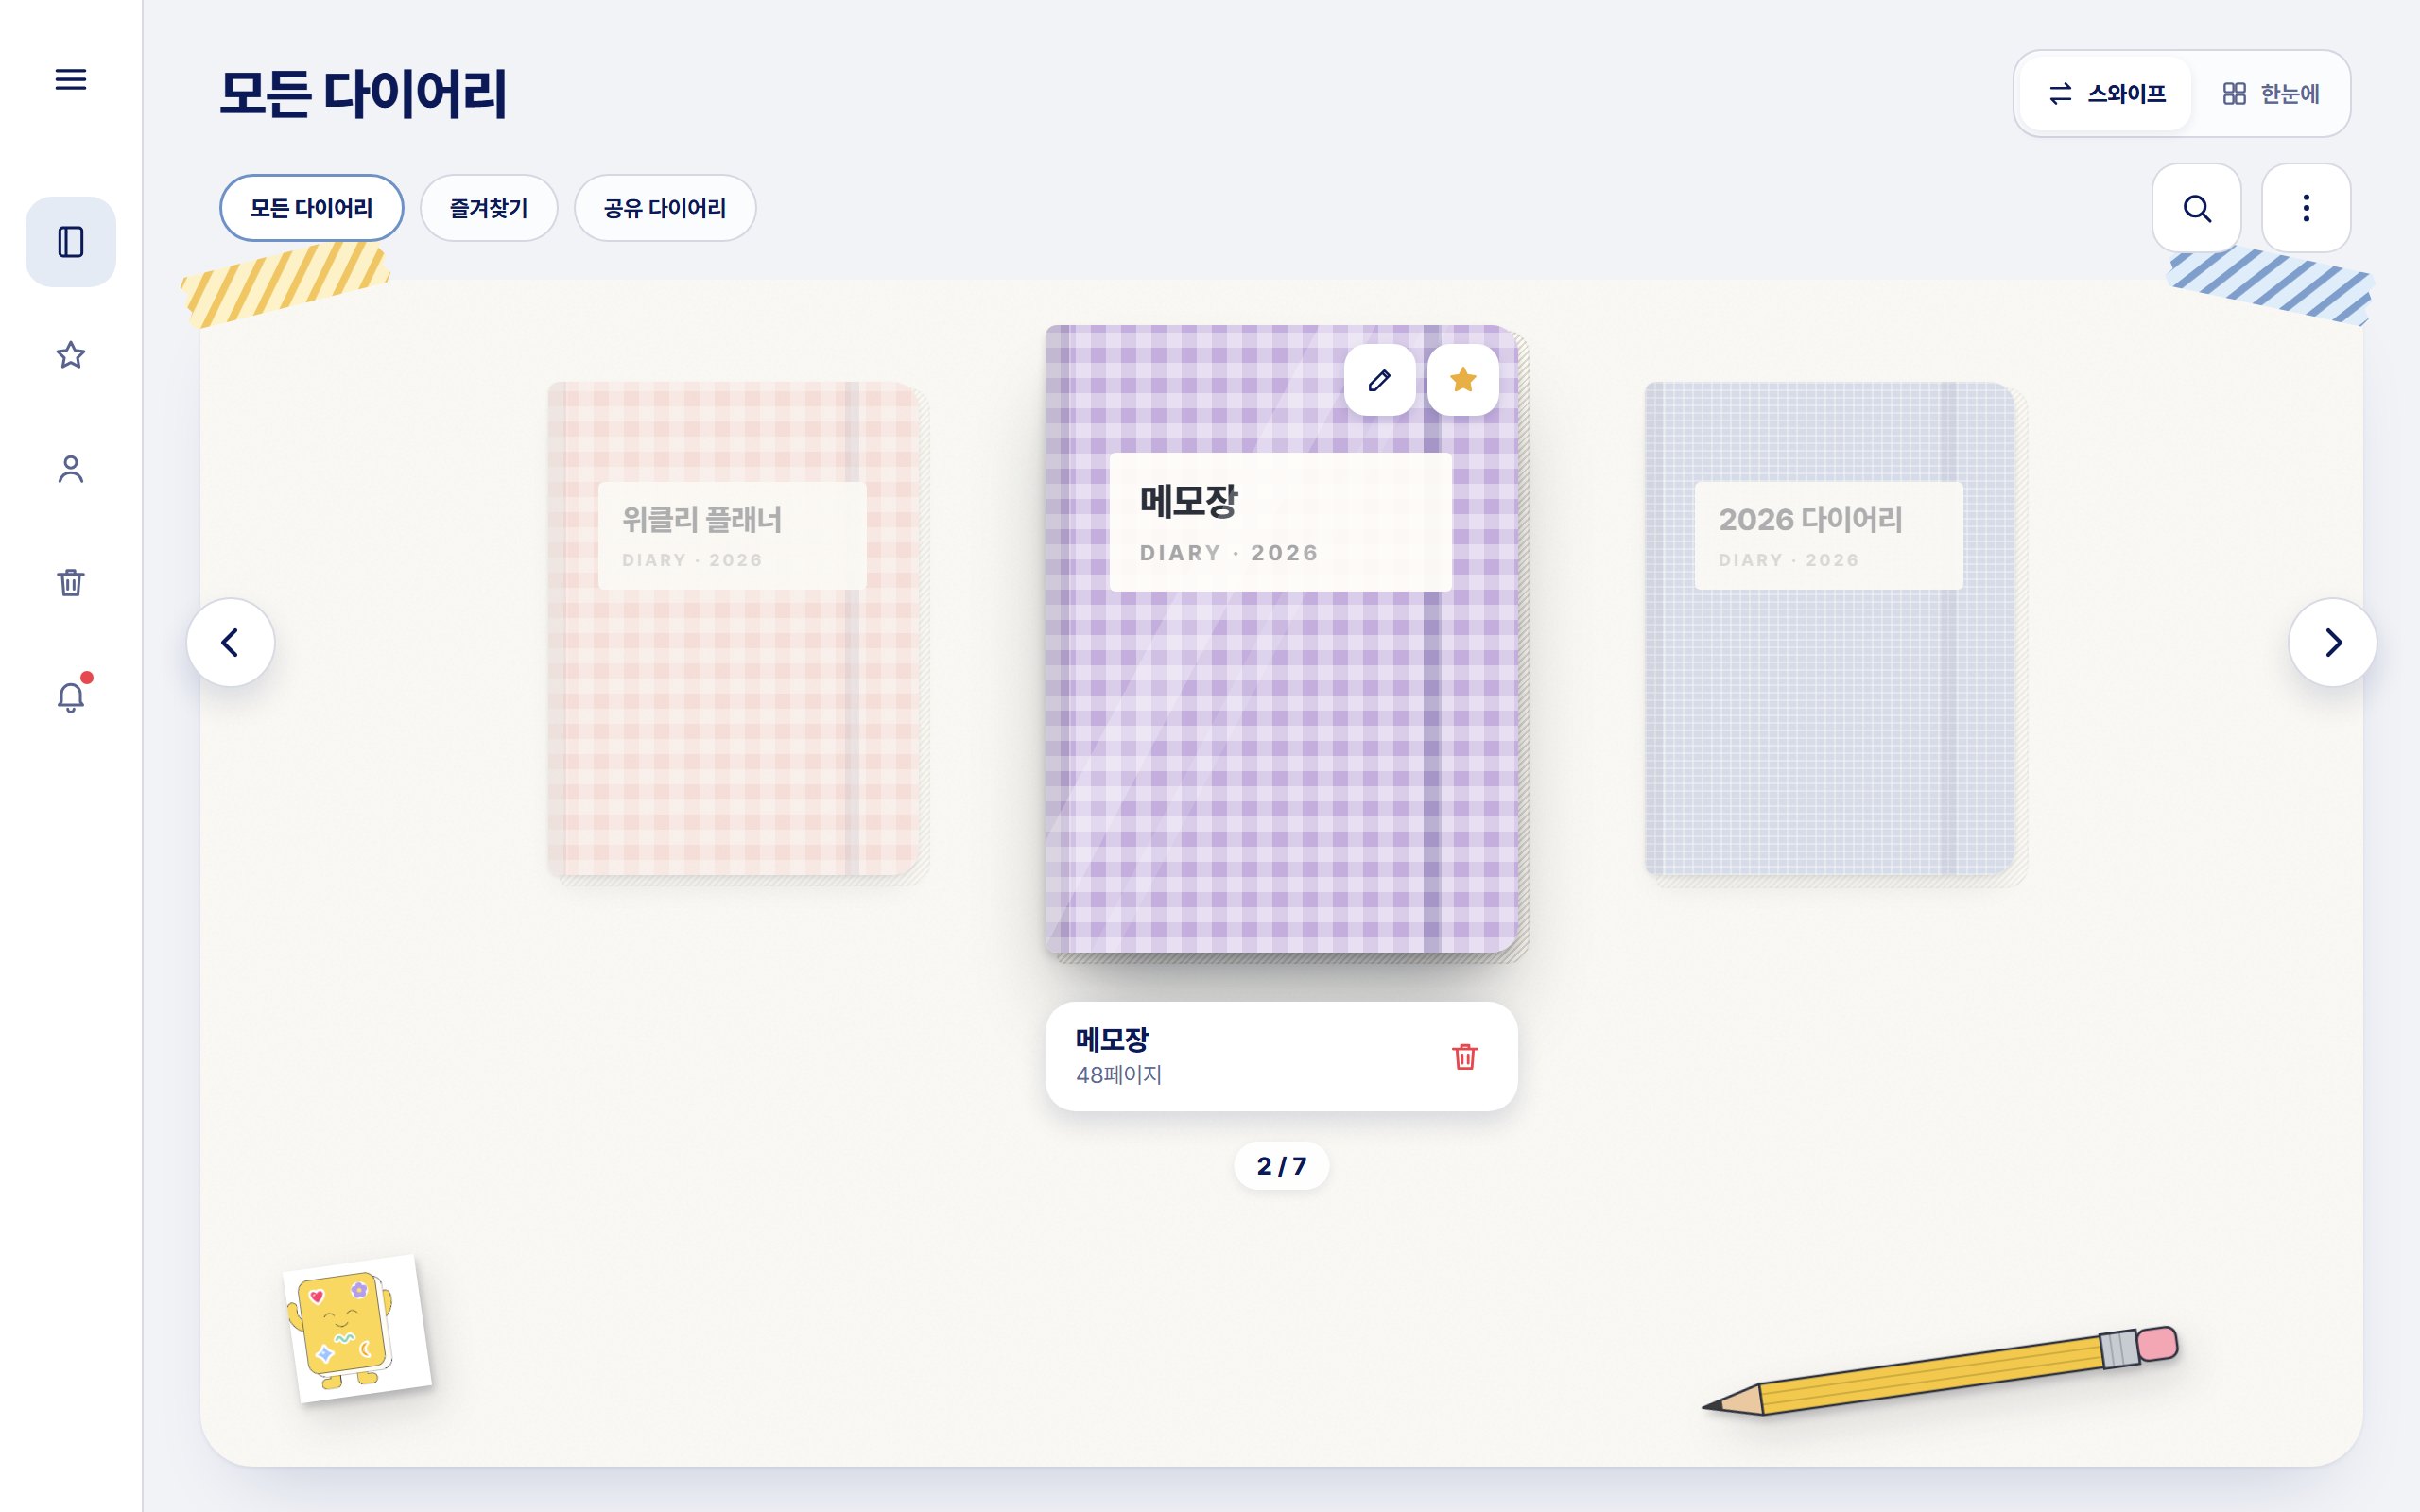 모든 다이어리
스와이프
한눈에
모든 다이어리
즐겨찾기
공유 다이어리
위클리 플래너
DIARY · 2026
메모장
DIARY · 2026
2026 다이어리
DIARY · 2026
메모장
48페이지
2 / 7